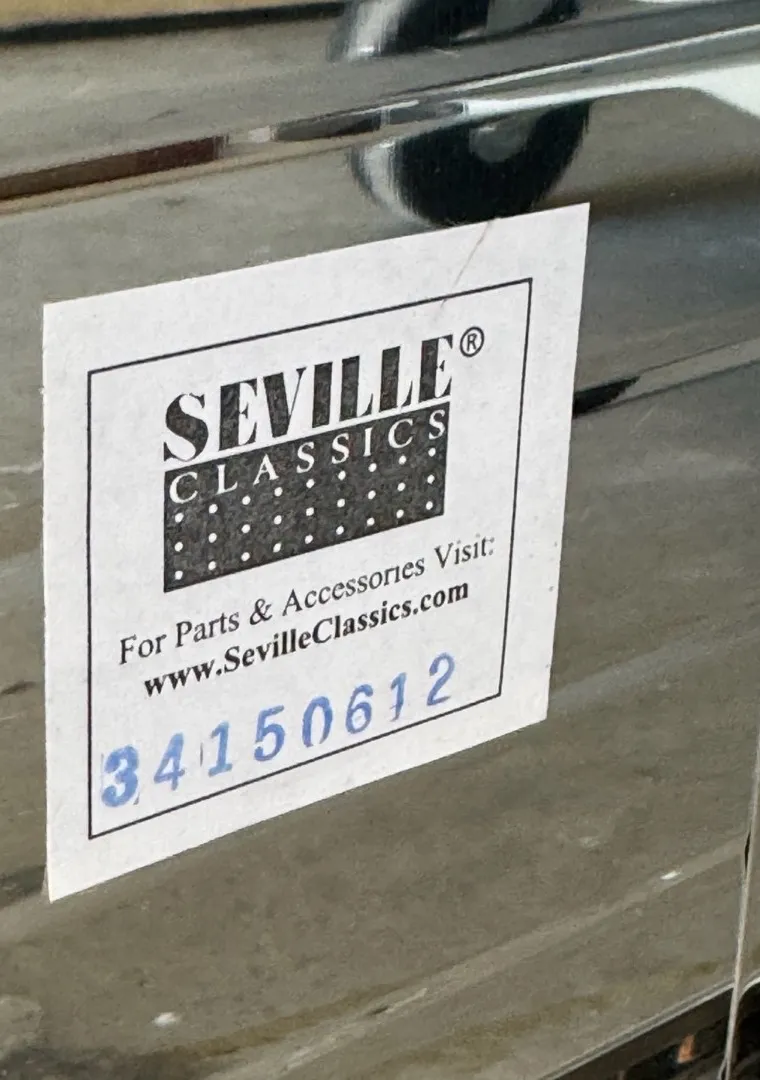 SEVILLE®
CLASSICS
For Parts & Accessories Visit:
www.SevilleClassics.com
34150612